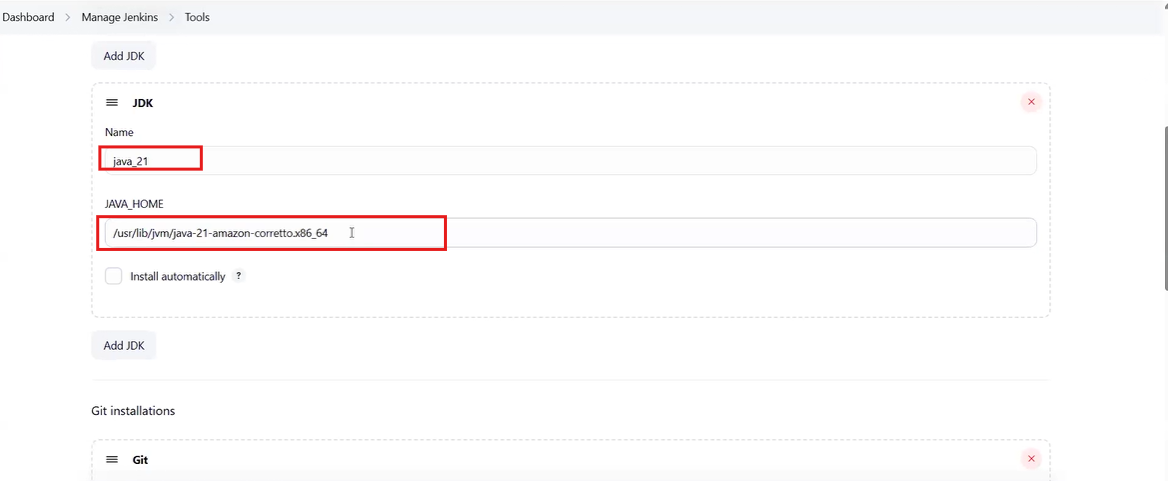 Dashboard > Manage Jenkins > Tools
Add JDK
JDK
Name
java_21
JAVA_HOME
/usr/lib/jvm/java-21-amazon-corretto.x86_64
Install automatically ?
Add JDK
Git installations
Git